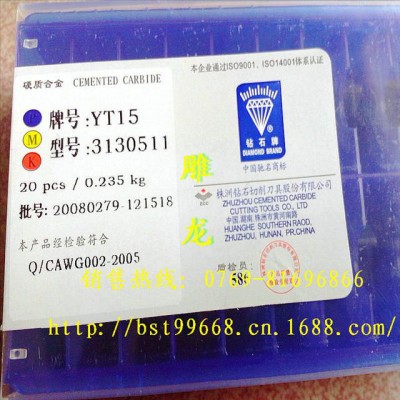 硬质合金 CEMENTED CARBIDE
本企业通过ISO9001、ISO14001体系认证
P 牌号:YT15
M
K 型号:3130511
20 pcs / 0.235 kg
批号: 20080279-121518
本产品经检验符合
Q/CAWG002-2005
钻石牌
DIAMOND BRAND
中国驰名商标
ZCC
株洲钻石切削刀具股份有限公司
ZHUZHOU CEMENTED CARBIDE
CUTTING TOOLS CO., LTD.
中国.湖南.株洲市黄河南路
HUANGHE SOUTHERN RAOD,
ZHUZHOU, HUNAN, PR.CHINA
质检员:
雕龙
销售热线: 0769-81696866
http://bst99668.cn.1688.com/